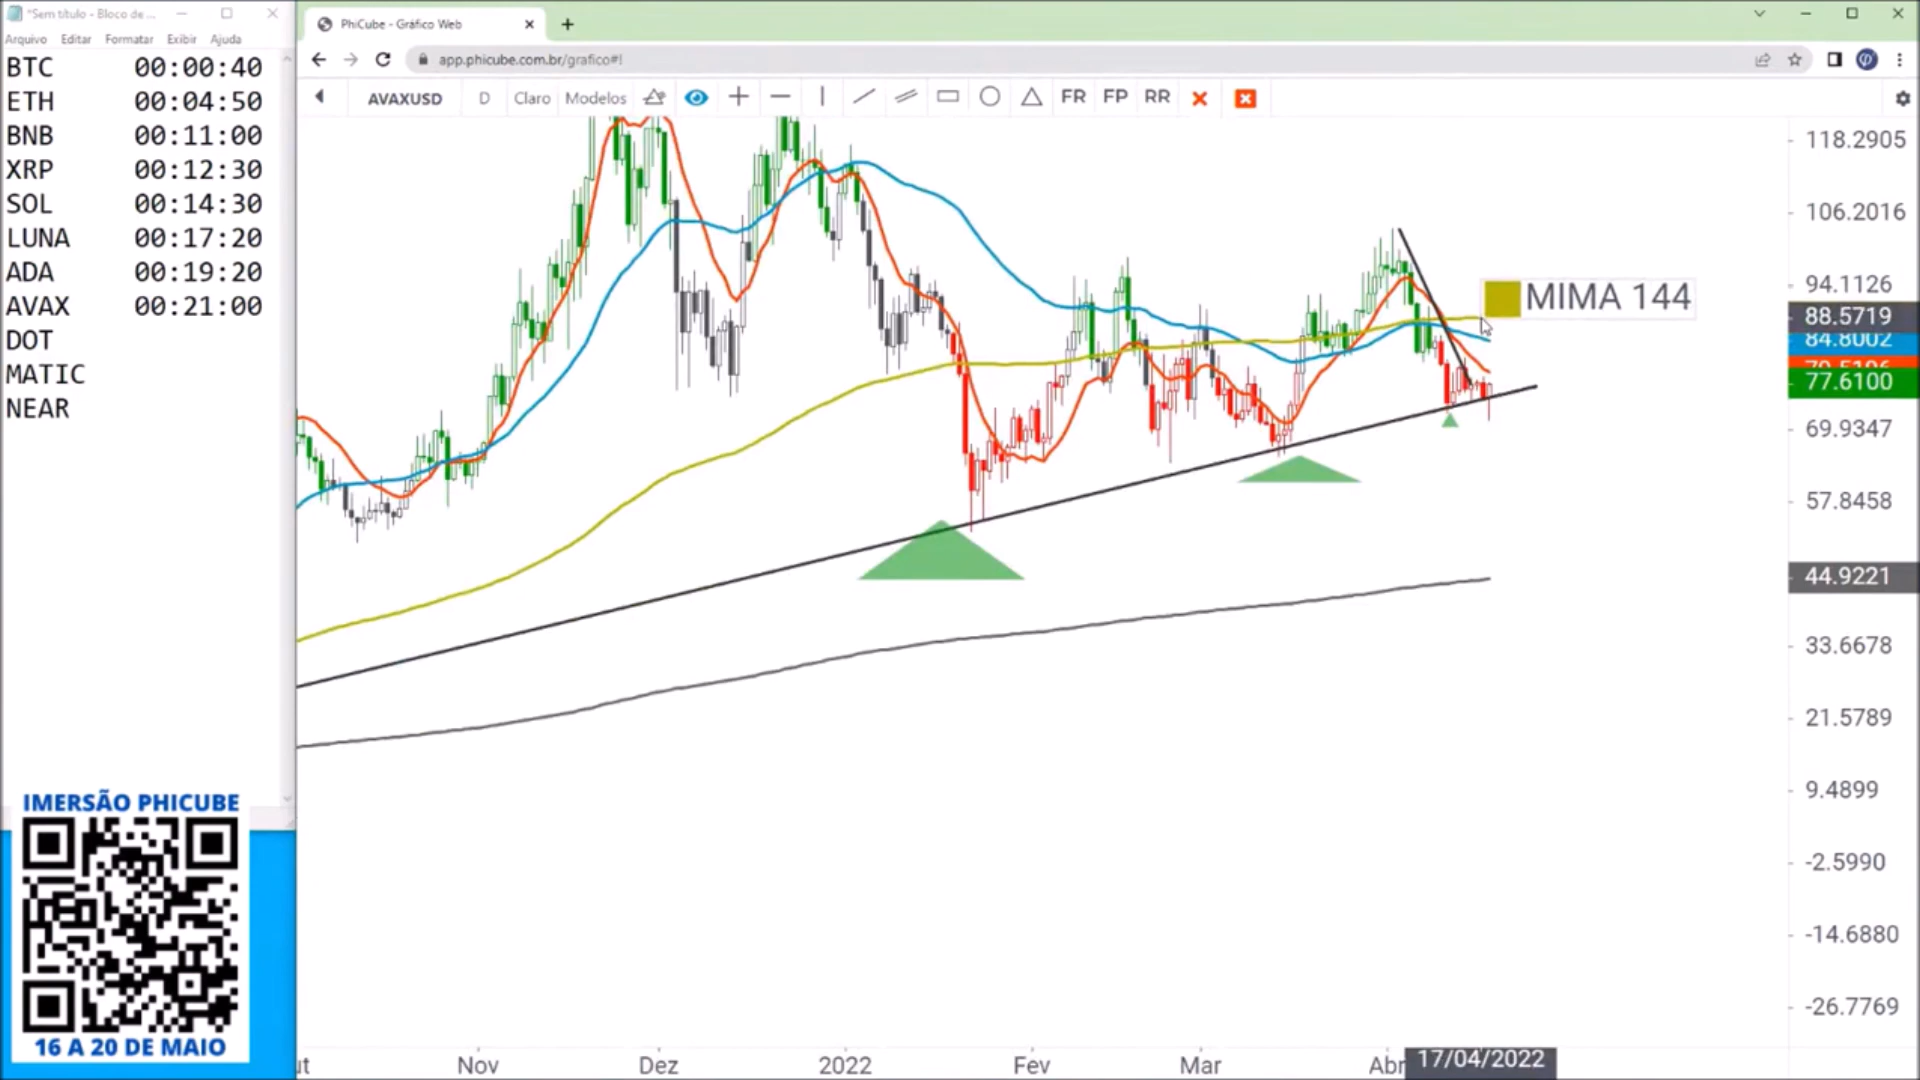 *Sem título - Bloco de ...
Arquivo Editar Formatar Exibir Ajuda
BTC 00:00:40
ETH 00:04:50
BNB 00:11:00
XRP 00:12:30
SOL 00:14:30
LUNA 00:17:20
ADA 00:19:20
AVAX 00:21:00
DOT
MATIC
NEAR
IMERSÃO PHICUBE
16 A 20 DE MAIO
PhiCube - Gráfico Web
app.phicube.com.br/grafico#!
AVAXUSD D Claro Modelos FR FP RR
MIMA 144
118.2905
106.2016
94.1126
88.5719
84.8002
77.6100
69.9347
57.8458
44.9221
33.6678
21.5789
9.4899
-2.5990
-14.6880
-26.7769
ut Nov Dez 2022 Fev Mar Abr 17/04/2022